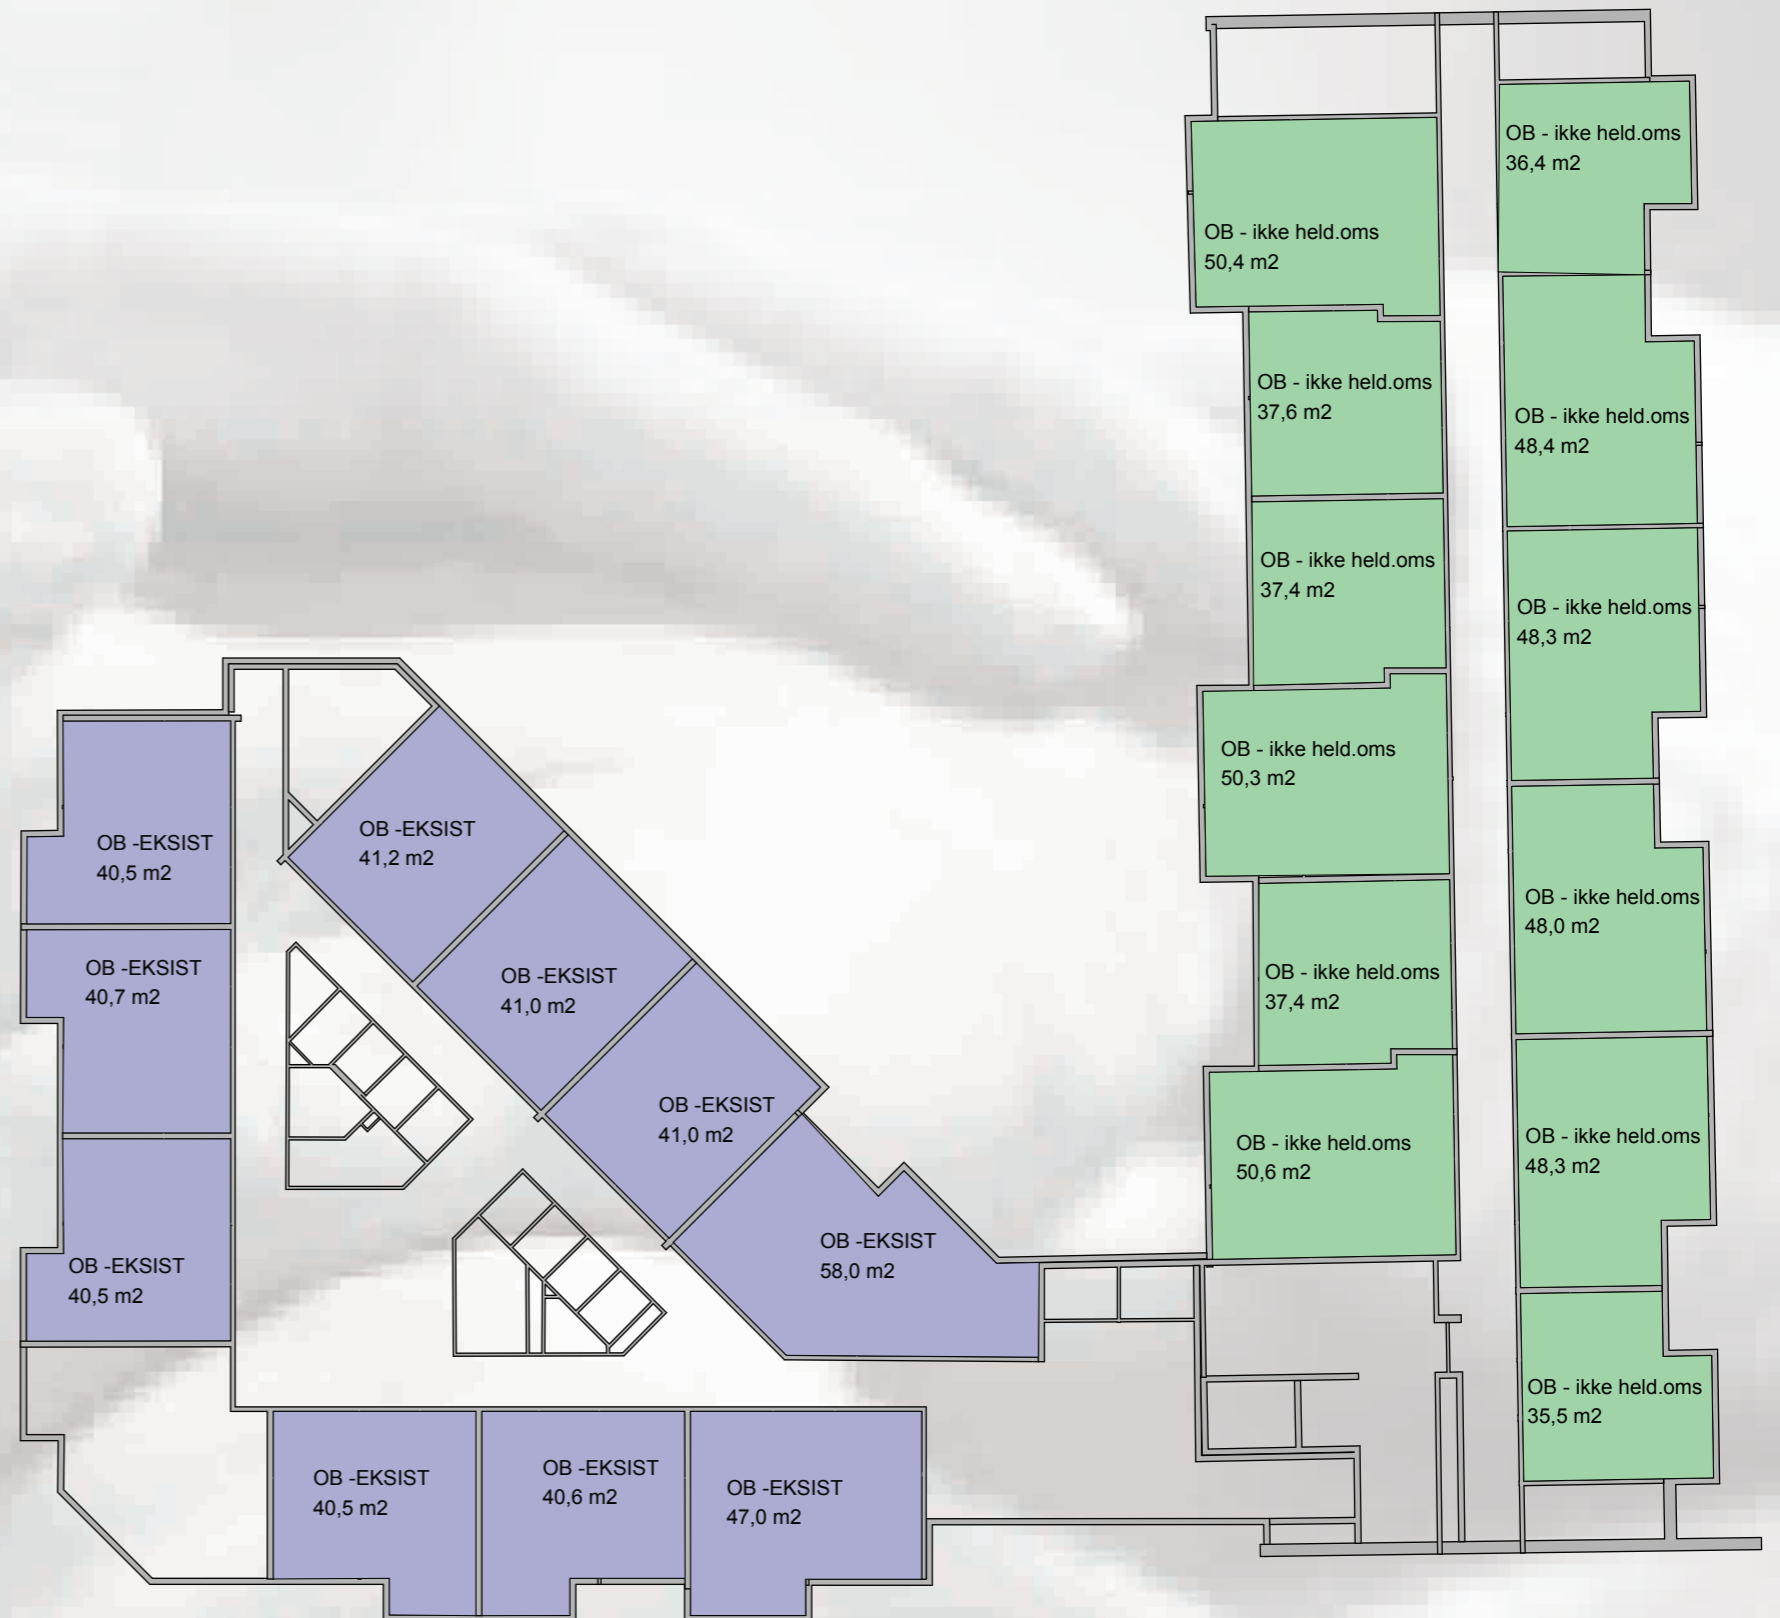 OB - ikke held.oms
36,4 m2
OB - ikke held.oms
50,4 m2
OB - ikke held.oms
37,6 m2
OB - ikke held.oms
48,4 m2
OB - ikke held.oms
37,4 m2
OB - ikke held.oms
48,3 m2
OB - ikke held.oms
50,3 m2
OB -EKSIST
40,5 m2
OB -EKSIST
41,2 m2
OB - ikke held.oms
48,0 m2
OB -EKSIST
40,7 m2
OB -EKSIST
41,0 m2
OB - ikke held.oms
37,4 m2
OB -EKSIST
41,0 m2
OB - ikke held.oms
50,6 m2
OB - ikke held.oms
48,3 m2
OB -EKSIST
40,5 m2
OB -EKSIST
58,0 m2
OB - ikke held.oms
35,5 m2
OB -EKSIST
40,5 m2
OB -EKSIST
40,6 m2
OB -EKSIST
47,0 m2